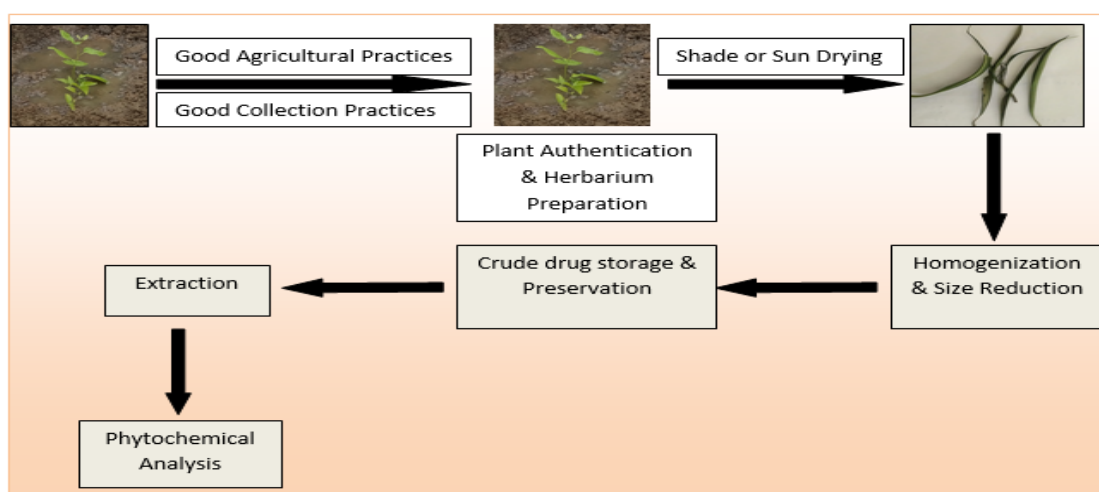 Good Agricultural Practices
Good Collection Practices
Shade or Sun Drying
Plant Authentication
& Herbarium
Preparation
Homogenization
& Size Reduction
Crude drug storage &
Preservation
Extraction
Phytochemical
Analysis